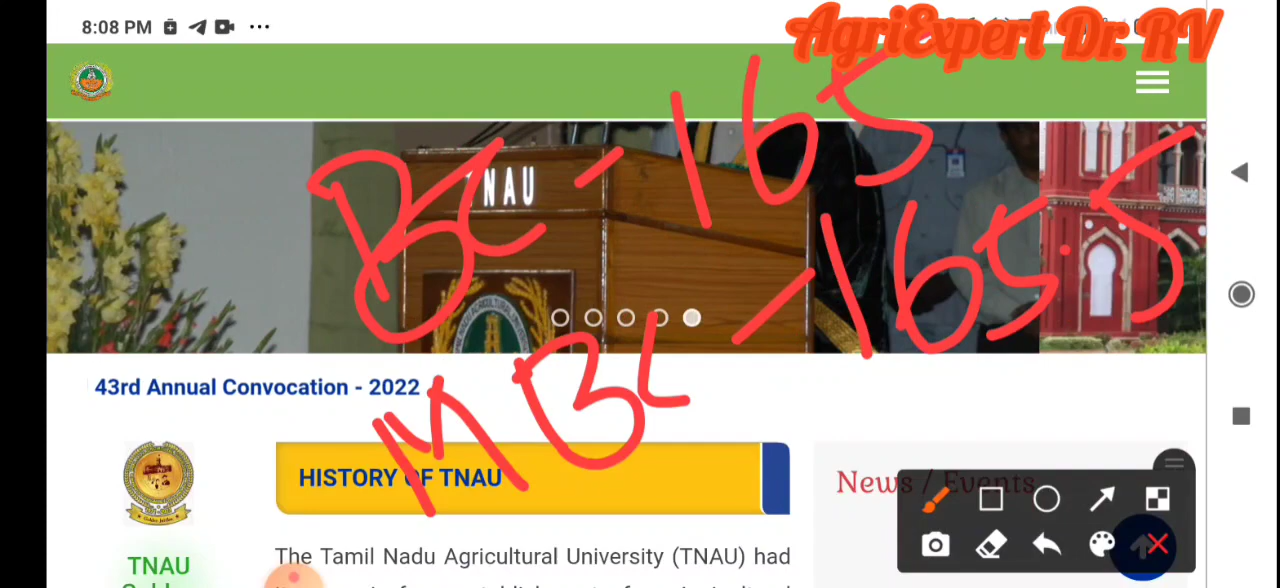 8:08 PM
AgriExpert Dr. RV
BC - 165
TNAU
MBC - 165.5
43rd Annual Convocation - 2022
HISTORY OF TNAU
News / Events
The Tamil Nadu Agricultural University (TNAU) had
TNAU